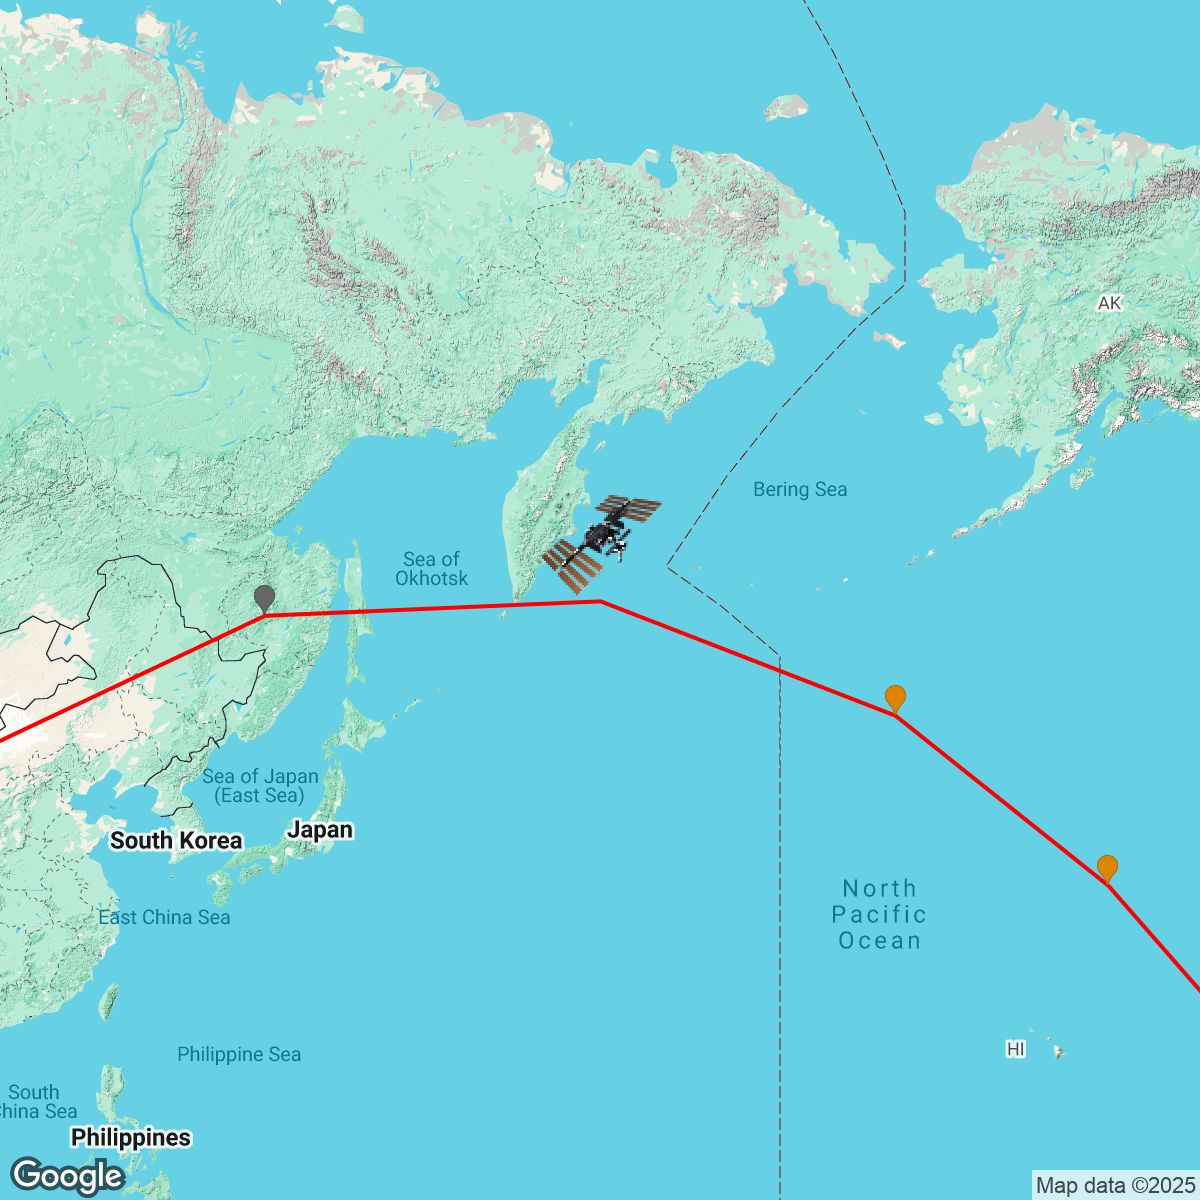 AK
Bering Sea
Sea of
Okhotsk
Sea of Japan
(East Sea)
Japan
South Korea
North
Pacific
Ocean
East China Sea
HI
Philippine Sea
South
hina Sea
Philippines
Google
Map data ©2025